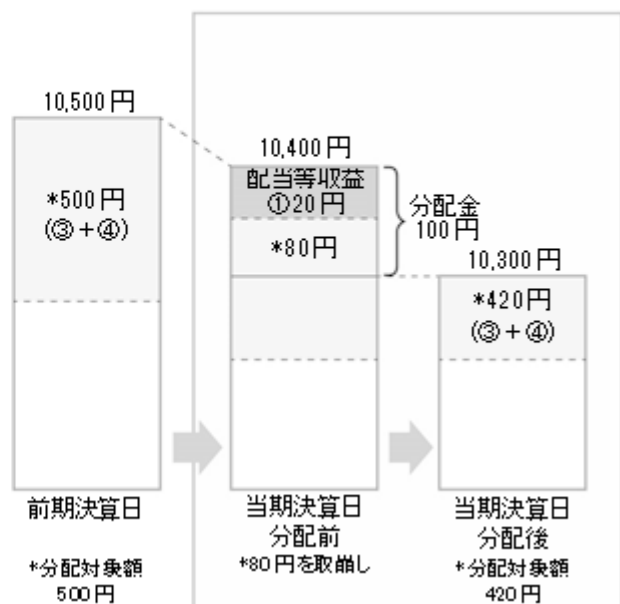 10,500円
*500円
(③+④)
前期決算日
*分配対象額
500円
10,400円
配当等収益
①20円
*80円
分配金
100円
当期決算日
分配前
*80円を取崩し
10,300円
*420円
(③+④)
当期決算日
分配後
*分配対象額
420円